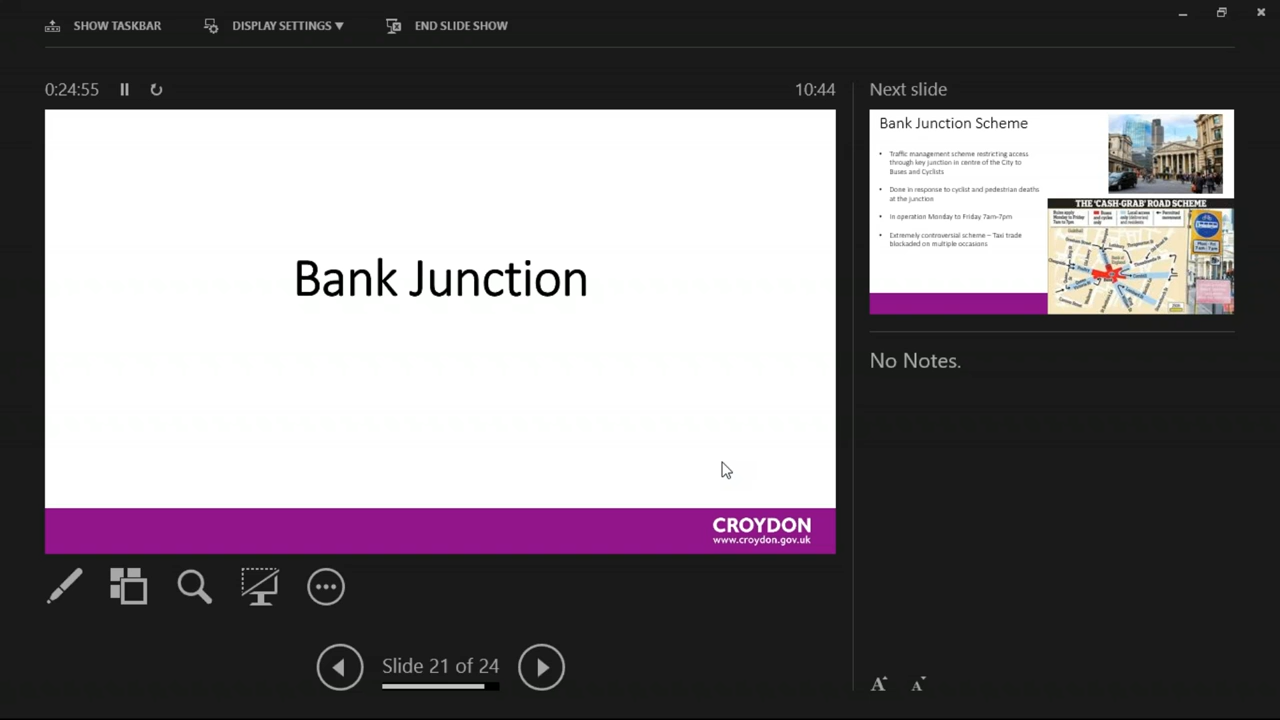 SHOW TASKBAR
DISPLAY SETTINGS ▼
END SLIDE SHOW
0:24:55
10:44
Bank Junction
CROYDON
www.croydon.gov.uk
Slide 21 of 24
Next slide
Bank Junction Scheme
• Traffic management scheme restricting access
through key junction in centre of the City to
Buses and Cyclists
• Done in response to cyclist and pedestrian deaths
at the junction
• In operation Monday to Friday 7am-7pm
• Extremely controversial scheme – Taxi trade
blockaded on multiple occasions
THE 'CASH-GRAB' ROAD SCHEME
No Notes.
A
A